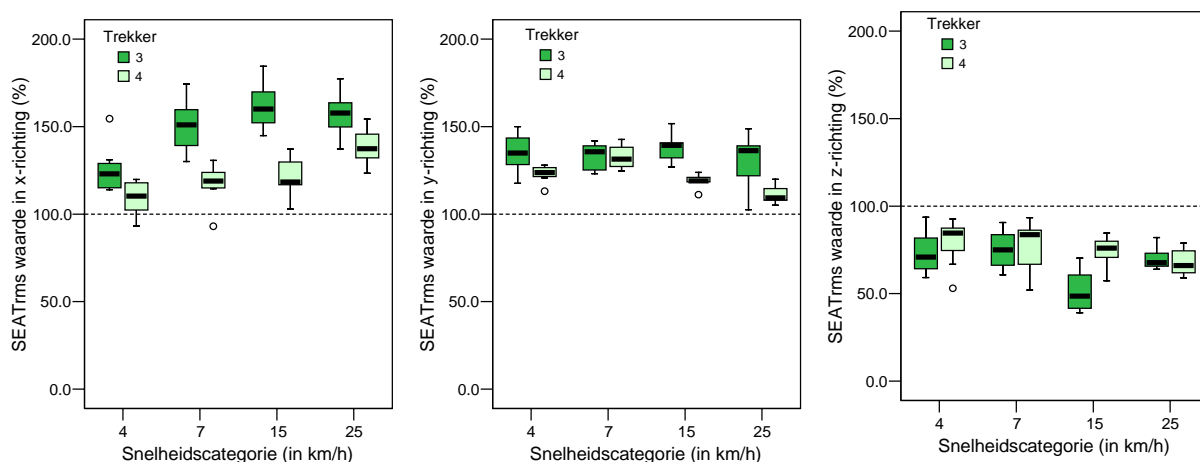 SEATrms waarde in x-richting (%)
200.0
150.0
100.0
50.0
0.0
Trekker
3
4
4 7 15 25
Snelheidscategorie (in km/h)
SEATrms waarde in y-richting (%)
200.0
150.0
100.0
50.0
0.0
Trekker
3
4
4 7 15 25
Snelheidscategorie (in km/h)
SEATrms waarde in z-richting (%)
200.0
150.0
100.0
50.0
0.0
Trekker
3
4
4 7 15 25
Snelheidscategorie (in km/h)